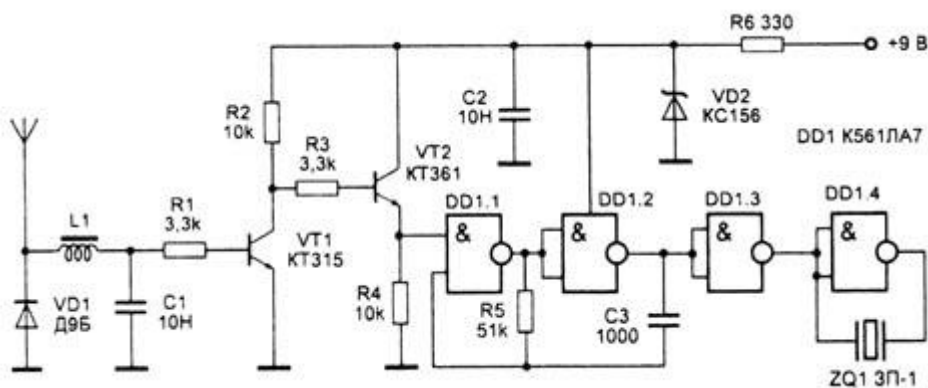 R6 330
+9 В
R2
10k
C2
10Н
VD2
КС156
R3
3,3k
VT2
КТ361
DD1 К561ЛА7
L1
R1
3,3k
VT1
КТ315
DD1.1
DD1.2
DD1.3
DD1.4
&
&
&
&
VD1
Д9Б
C1
10Н
R4
10k
R5
51k
C3
1000
ZQ1 ЗП-1